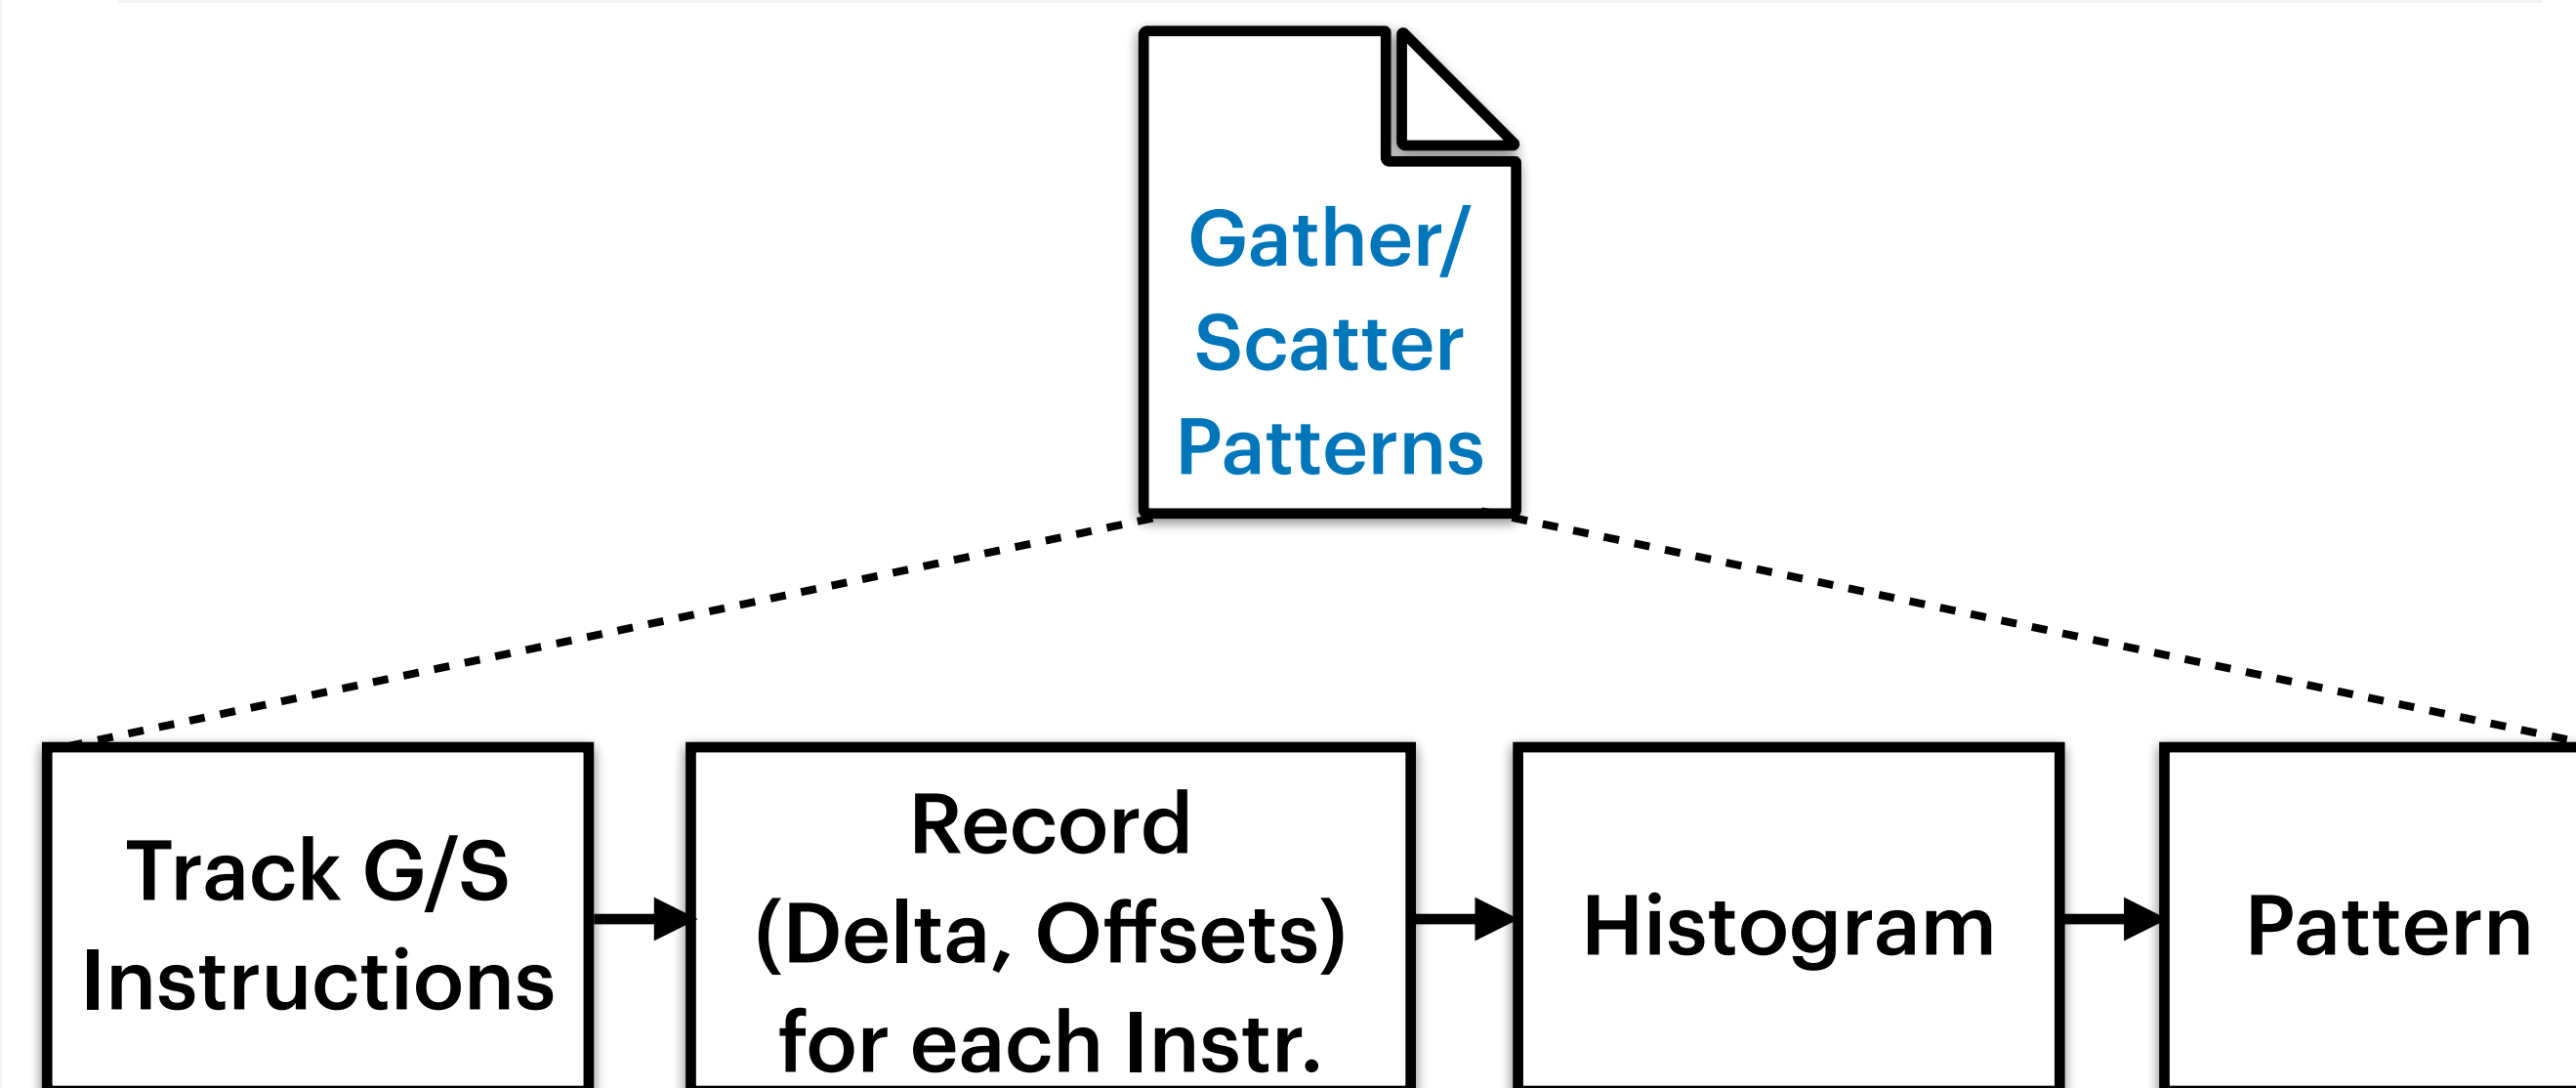 Gather/
Scatter
Patterns
Track G/S
Instructions
Record
(Delta, Offsets)
for each Instr.
Histogram
Pattern